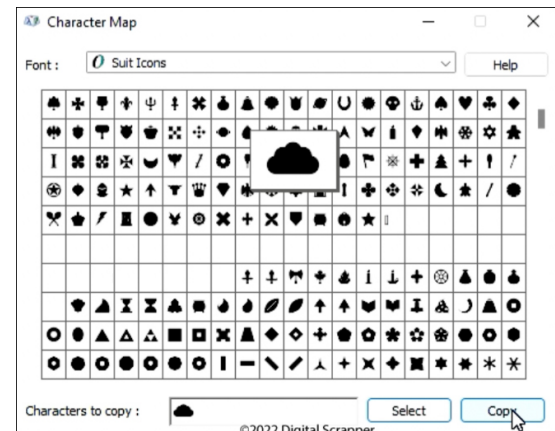 Character Map
Font :
O Suit Icons
Help
Characters to copy :
Select
Copy
©2022 Digital Scrapper